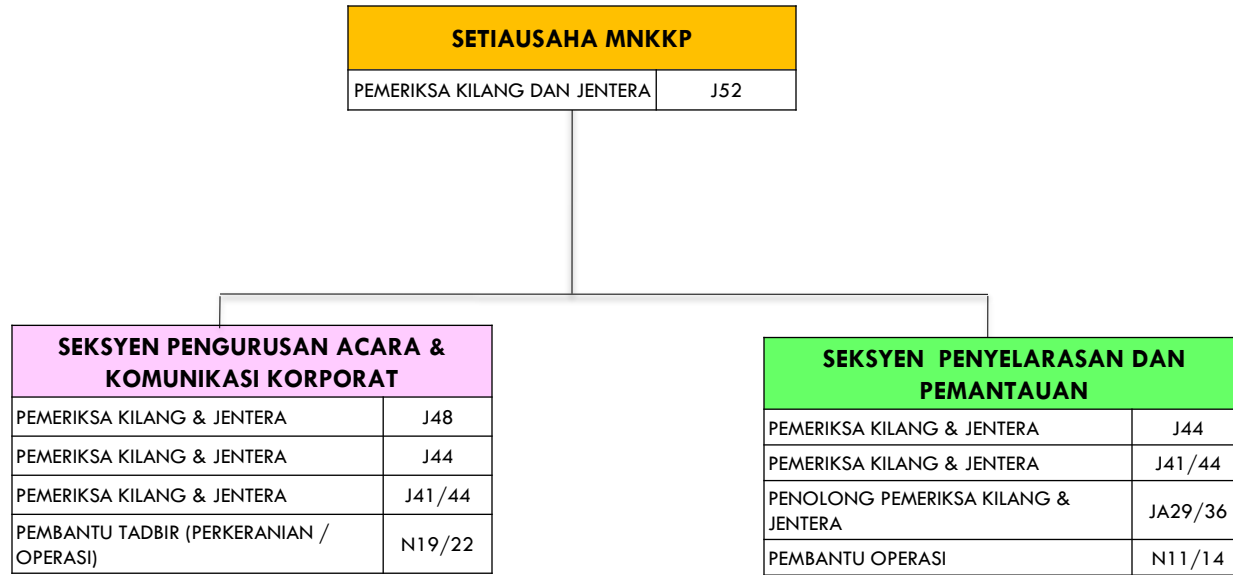 SETIAUSAHA MNKKP
PEMERIKSA KILANG DAN JENTERA J52
SEKSYEN PENGURUSAN ACARA &
KOMUNIKASI KORPORAT
PEMERIKSA KILANG & JENTERA J48
PEMERIKSA KILANG & JENTERA J44
PEMERIKSA KILANG & JENTERA J41/44
PEMBANTU TADBIR (PERKERANIAN /
OPERASI) N19/22
SEKSYEN PENYELARASAN DAN
PEMANTAUAN
PEMERIKSA KILANG & JENTERA J44
PEMERIKSA KILANG & JENTERA J41/44
PENOLONG PEMERIKSA KILANG &
JENTERA JA29/36
PEMBANTU OPERASI N11/14